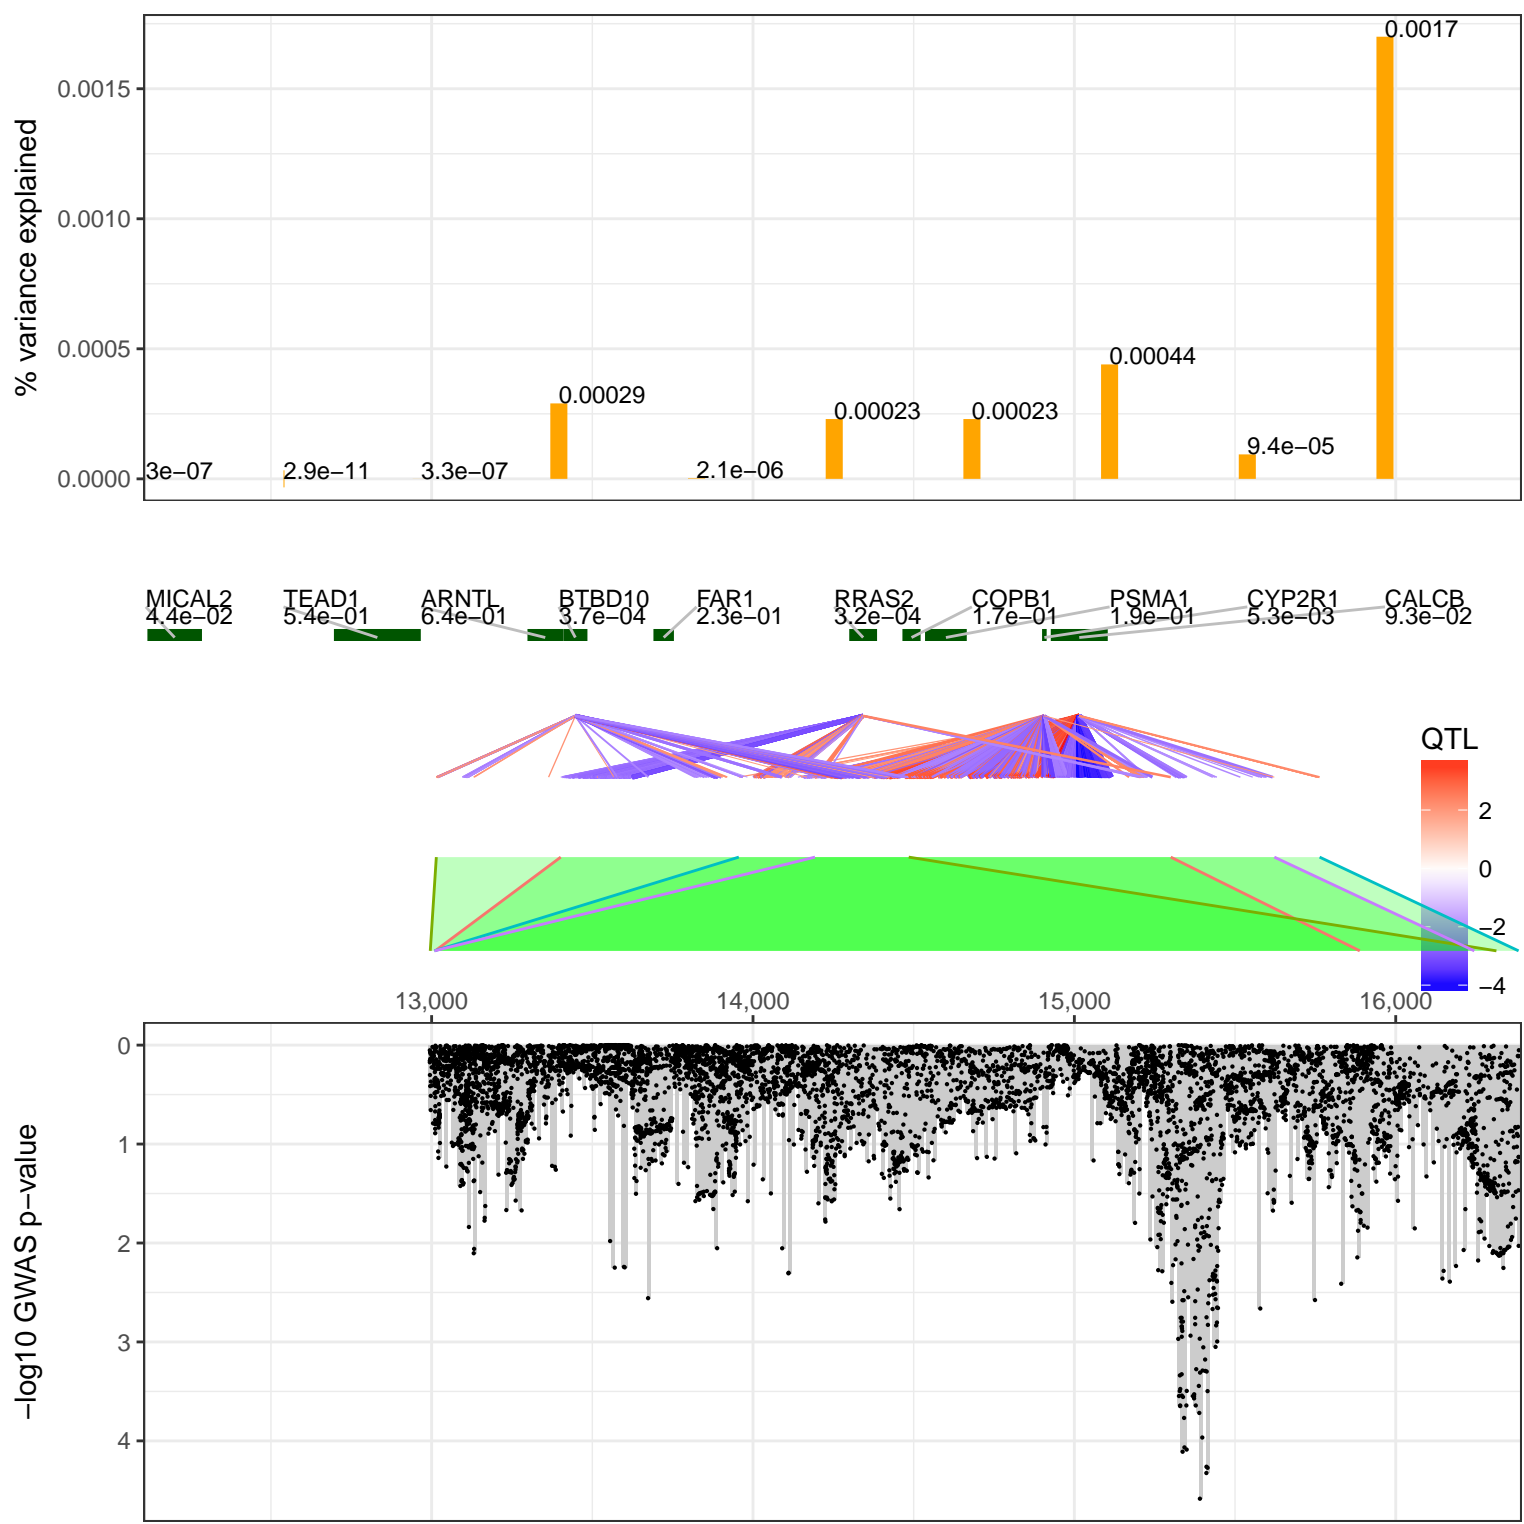 0.0017
0.0015
% variance explained
0.0010
0.0005
0.00044
0.00029
0.00023
0.00023
9.4e−05
3e−07
2.9e−11
3.3e−07
2.1e−06
0.0000
MICAL2 TEAD1 ARNTL BTBD10 FAR1 RRAS2 COPB1 PSMA1 CYP2R1 CALCB
4.4e−02 5.4e−01 6.4e−01 3.7e−04 2.3e−01 3.2e−04 1.7e−01 1.9e−01 5.3e−03 9.3e−02
QTL
2
0
−2
−4
13,000 14,000 15,000 16,000
0
1
−log10 GWAS p−value
2
3
4